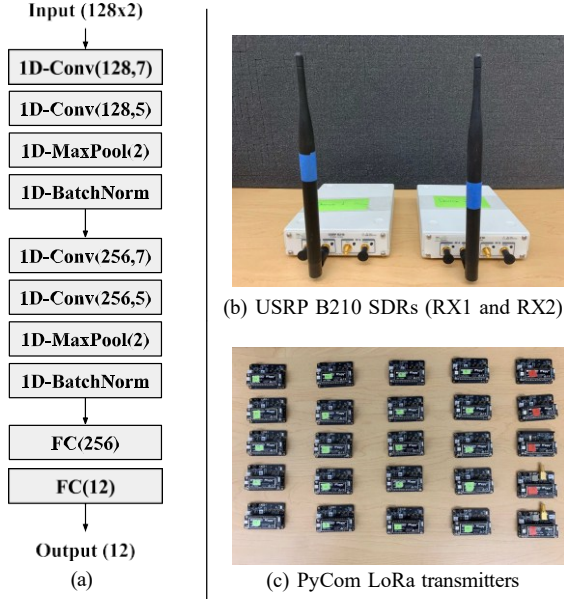 Input (128x2)
1D-Conv(128,7)
1D-Conv(128,5)
1D-MaxPool(2)
1D-BatchNorm
1D-Conv(256,7)
1D-Conv(256,5)
1D-MaxPool(2)
1D-BatchNorm
FC(256)
FC(12)
Output (12)
(a)
(b) USRP B210 SDRs (RX1 and RX2)
(c) PyCom LoRa transmitters